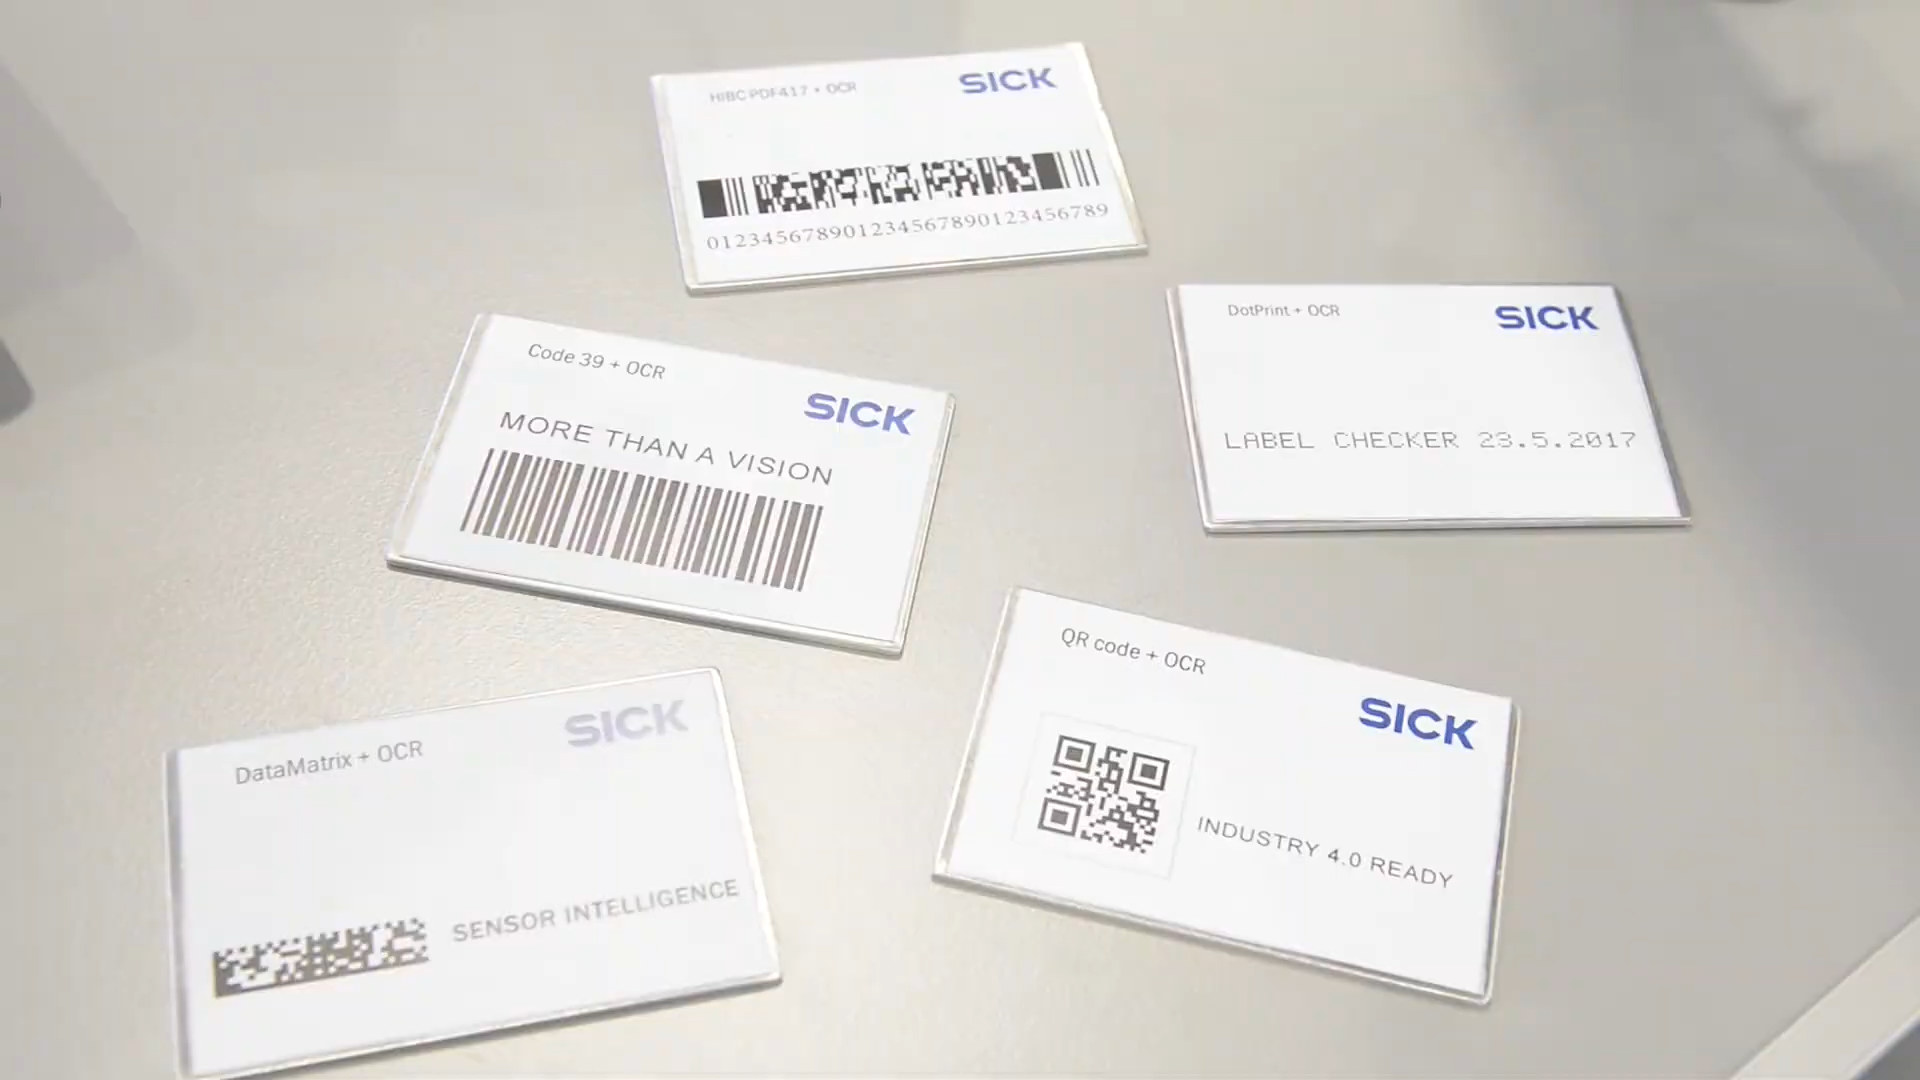 HIBC PDF417 + OCR
SICK
012345678901234567890123456789
DotPrint + OCR
SICK
LABEL CHECKER 23.5.2017
Code 39 + OCR
SICK
MORE THAN A VISION
QR code + OCR
SICK
INDUSTRY 4.0 READY
DataMatrix + OCR
SICK
SENSOR INTELLIGENCE